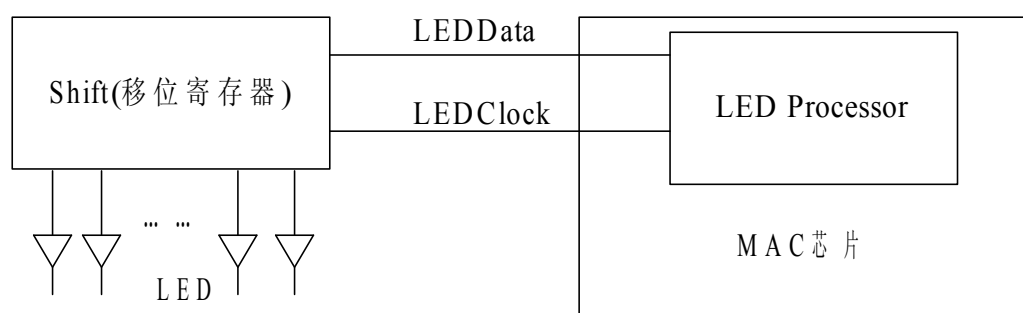 LEDData
Shift(移位寄存器)
LED Processor
LEDClock
... ...
MAC芯片
LED